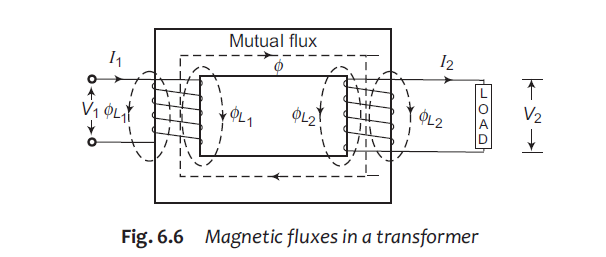 Mutual flux
ϕ
I1
I2
V1
ϕL1
ϕL1
ϕL2
ϕL2
LOAD
V2
Fig. 6.6 Magnetic fluxes in a transformer